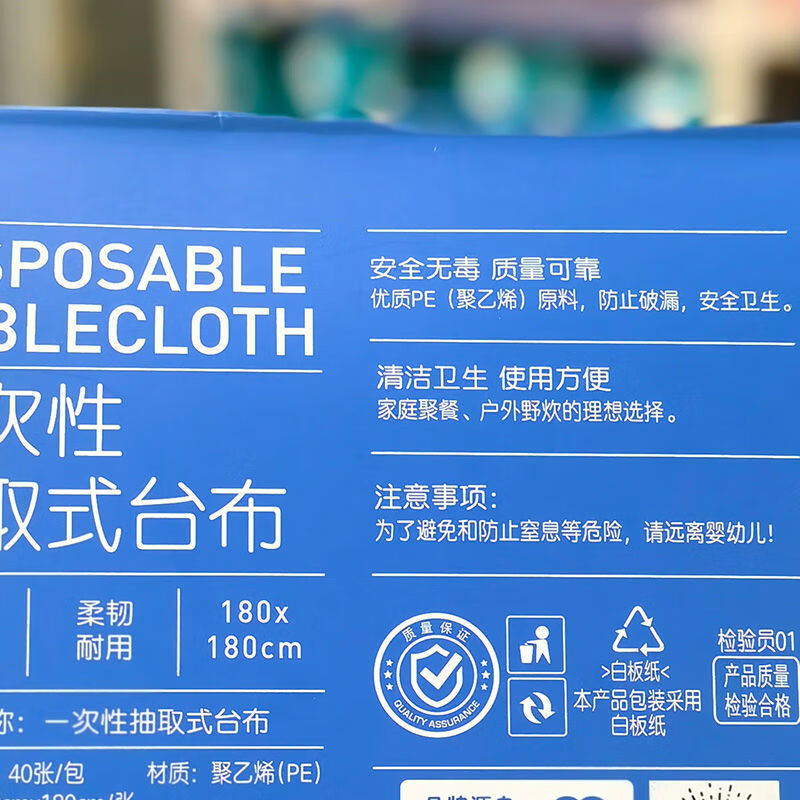 SPOSABLE
BLECLOTH
次性
取式台布
柔韧
耐用
180x
180cm
称：一次性抽取式台布
40张/包
材质：聚乙烯(PE)
安全无毒 质量可靠
优质PE（聚乙烯）原料，防止破漏，安全卫生。
清洁卫生 使用方便
家庭聚餐、户外野炊的理想选择。
注意事项：
为了避免和防止窒息等危险，请远离婴幼儿！
质量保证
QUALITY ASSURANCE
>白板纸<
本产品包装采用
白板纸
检验员01
产品质量
检验合格